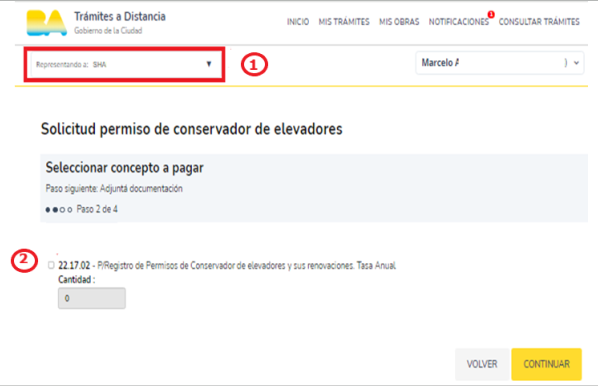 BA
Trámites a Distancia
Gobierno de la Ciudad
INICIO MIS TRÁMITES MIS OBRAS NOTIFICACIONES 1 CONSULTAR TRÁMITES
Representando a: SHA ▼
1
Marcelo A )
Solicitud permiso de conservador de elevadores
Seleccionar concepto a pagar
Paso siguiente: Adjuntá documentación
Paso 2 de 4
2
22.17.02 - P/Registro de Permisos de Conservador de elevadores y sus renovaciones. Tasa Anual.
Cantidad :
0
VOLVER CONTINUAR